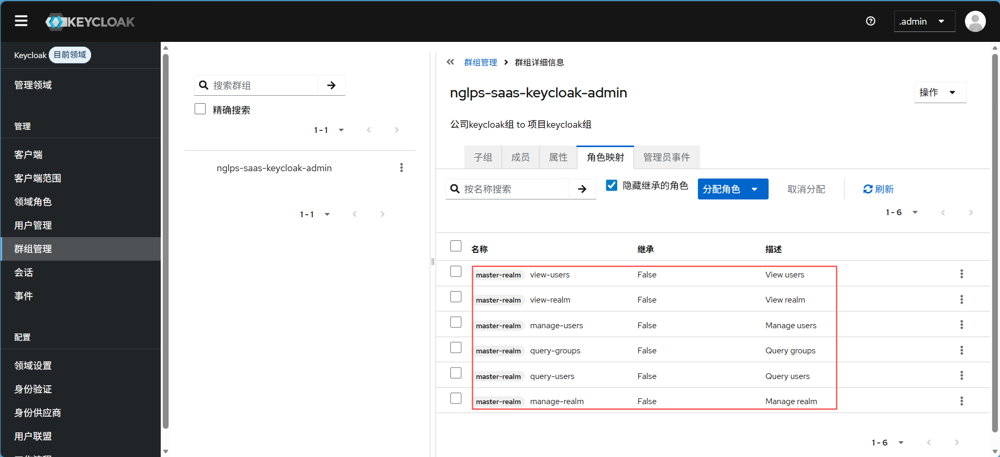 KEYCLOAK
.admin
Keycloak 目前领域
管理领域
管理
客户端
客户端范围
领域角色
用户管理
群组管理
会话
事件
配置
领域设置
身份验证
身份供应商
用户联盟
搜索群组
精确搜索
1 - 1
nglps-saas-keycloak-admin
1 - 1
群组管理 群组详细信息
nglps-saas-keycloak-admin
操作
公司keycloak组 to 项目keycloak组
子组 成员 属性 角色映射 管理员事件
按名称搜索 隐藏继承的角色 分配角色 取消分配 刷新
1 - 6
名称 继承 描述
master-realm view-users False View users
master-realm view-realm False View realm
master-realm manage-users False Manage users
master-realm query-groups False Query groups
master-realm query-users False Query users
master-realm manage-realm False Manage realm
1 - 6